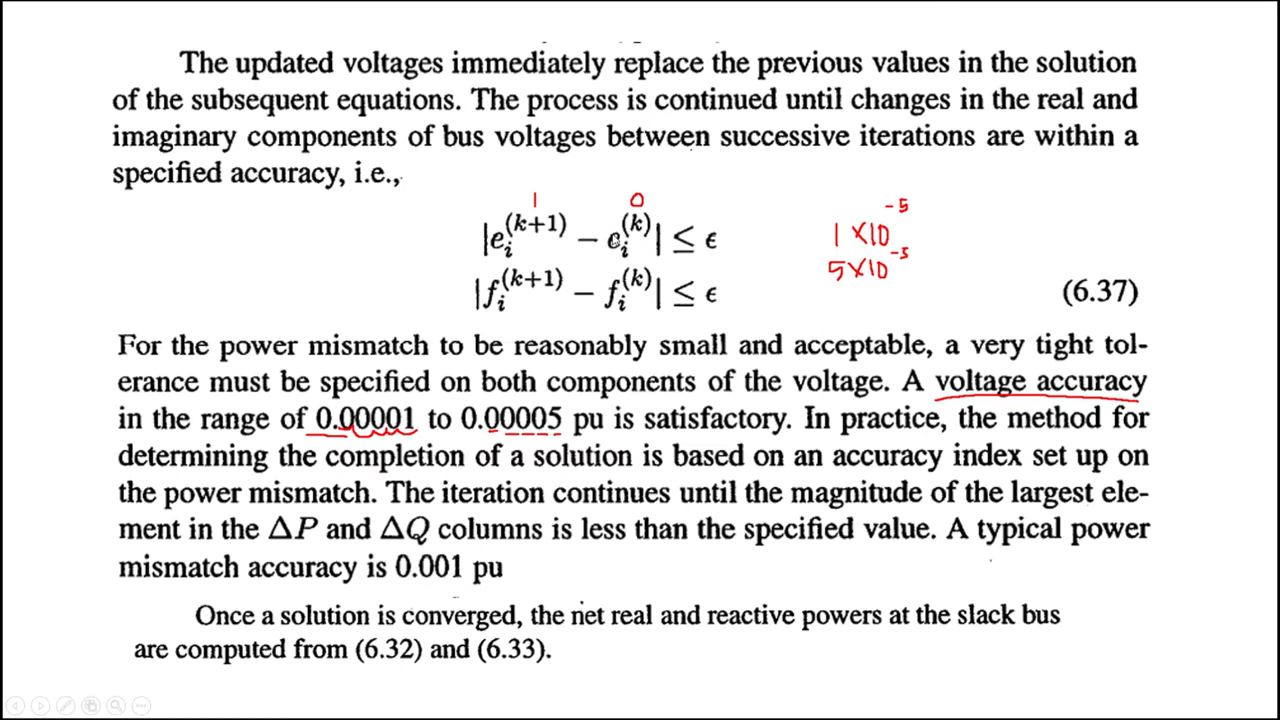 The updated voltages immediately replace the previous values in the solution
of the subsequent equations. The process is continued until changes in the real and
imaginary components of bus voltages between successive iterations are within a
specified accuracy, i.e.,
1 0
|e_i^{(k+1)} − e_i^{(k)}| ≤ ϵ
1 ×10^{-5}
5×10^{-5}
|f_i^{(k+1)} − f_i^{(k)}| ≤ ϵ (6.37)
For the power mismatch to be reasonably small and acceptable, a very tight tol-
erance must be specified on both components of the voltage. A voltage accuracy
in the range of 0.00001 to 0.00005 pu is satisfactory. In practice, the method for
determining the completion of a solution is based on an accuracy index set up on
the power mismatch. The iteration continues until the magnitude of the largest ele-
ment in the ΔP and ΔQ columns is less than the specified value. A typical power
mismatch accuracy is 0.001 pu
Once a solution is converged, the net real and reactive powers at the slack bus
are computed from (6.32) and (6.33).